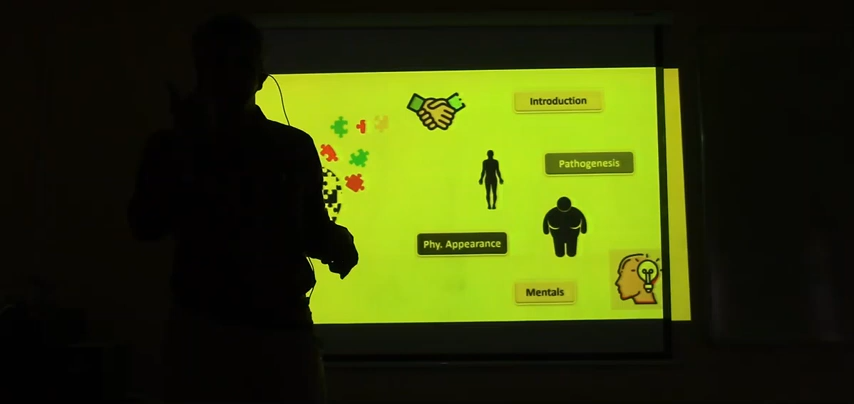 Introduction
Pathogenesis
Phy. Appearance
Mentals